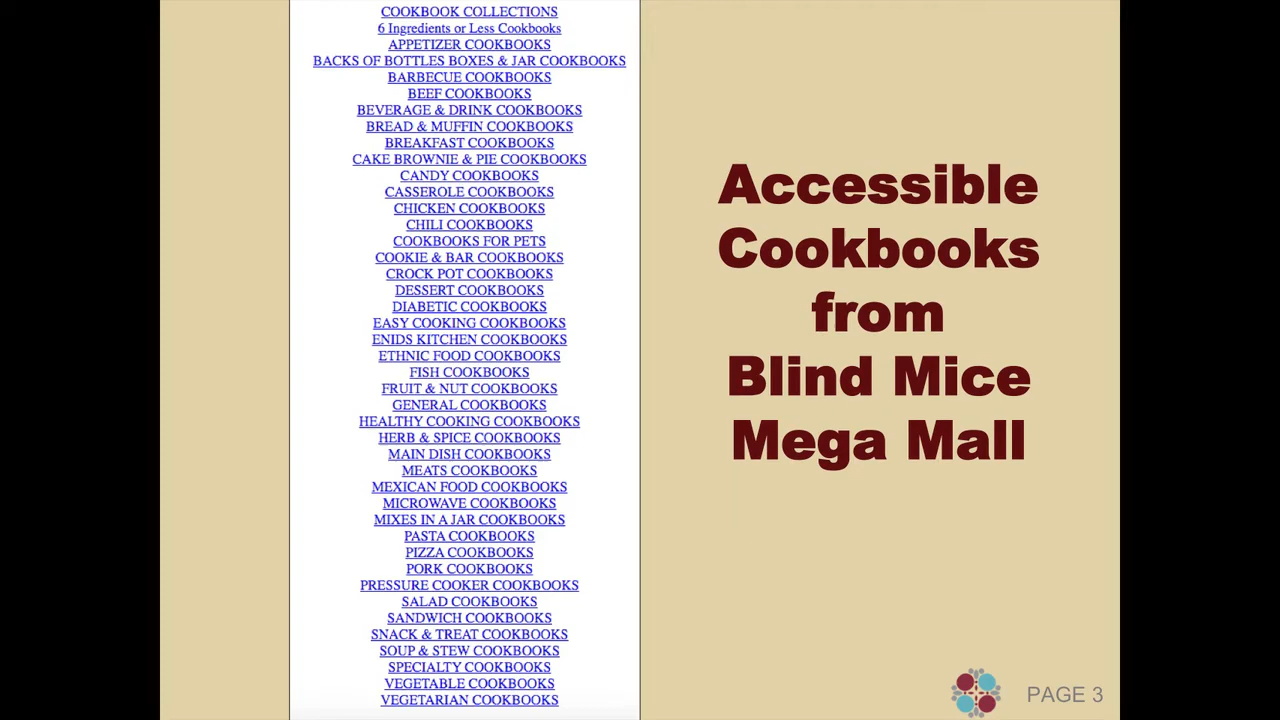 COOKBOOK COLLECTIONS
6 Ingredients or Less Cookbooks
APPETIZER COOKBOOKS
BACKS OF BOTTLES BOXES & JAR COOKBOOKS
BARBECUE COOKBOOKS
BEEF COOKBOOKS
BEVERAGE & DRINK COOKBOOKS
BREAD & MUFFIN COOKBOOKS
BREAKFAST COOKBOOKS
CAKE BROWNIE & PIE COOKBOOKS
CANDY COOKBOOKS
CASSEROLE COOKBOOKS
CHICKEN COOKBOOKS
CHILI COOKBOOKS
COOKBOOKS FOR PETS
COOKIE & BAR COOKBOOKS
CROCK POT COOKBOOKS
DESSERT COOKBOOKS
DIABETIC COOKBOOKS
EASY COOKING COOKBOOKS
ENIDS KITCHEN COOKBOOKS
ETHNIC FOOD COOKBOOKS
FISH COOKBOOKS
FRUIT & NUT COOKBOOKS
GENERAL COOKBOOKS
HEALTHY COOKING COOKBOOKS
HERB & SPICE COOKBOOKS
MAIN DISH COOKBOOKS
MEATS COOKBOOKS
MEXICAN FOOD COOKBOOKS
MICROWAVE COOKBOOKS
MIXES IN A JAR COOKBOOKS
PASTA COOKBOOKS
PIZZA COOKBOOKS
PORK COOKBOOKS
PRESSURE COOKER COOKBOOKS
SALAD COOKBOOKS
SANDWICH COOKBOOKS
SNACK & TREAT COOKBOOKS
SOUP & STEW COOKBOOKS
SPECIALTY COOKBOOKS
VEGETABLE COOKBOOKS
VEGETARIAN COOKBOOKS
Accessible
Cookbooks
from
Blind Mice
Mega Mall
PAGE 3